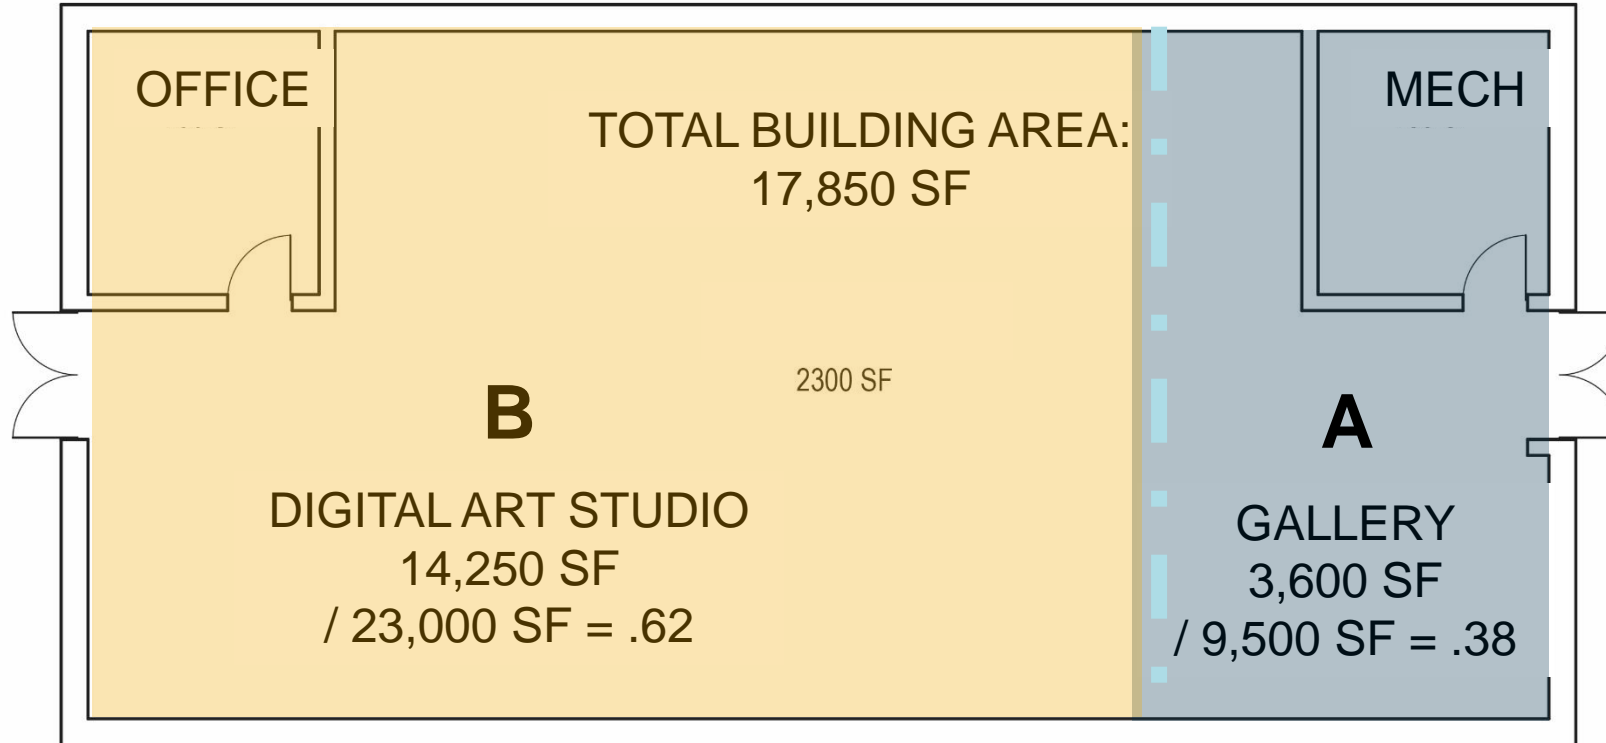 OFFICE
MECH
TOTAL BUILDING AREA:
17,850 SF
2300 SF
B
DIGITAL ART STUDIO
14,250 SF
/ 23,000 SF = .62
A
GALLERY
3,600 SF
/ 9,500 SF = .38